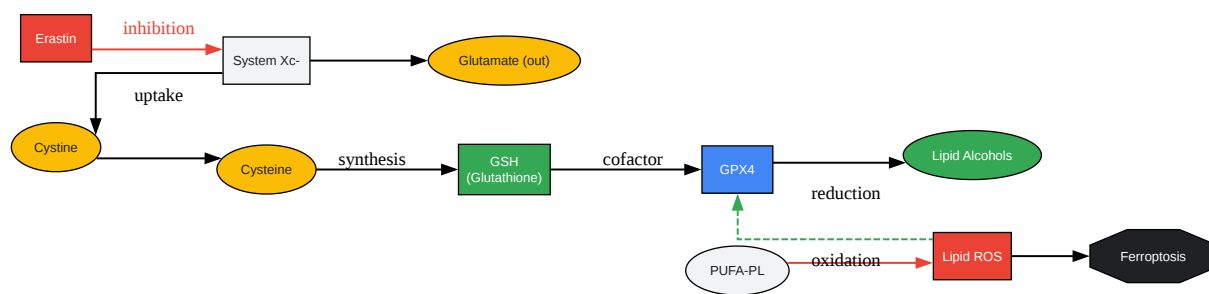 Erastin
inhibition
System Xc-
Glutamate (out)
uptake
Cystine
Cysteine
synthesis
GSH
(Glutathione)
cofactor
GPX4
Lipid Alcohols
reduction
PUFA-PL
oxidation
Lipid ROS
Ferroptosis